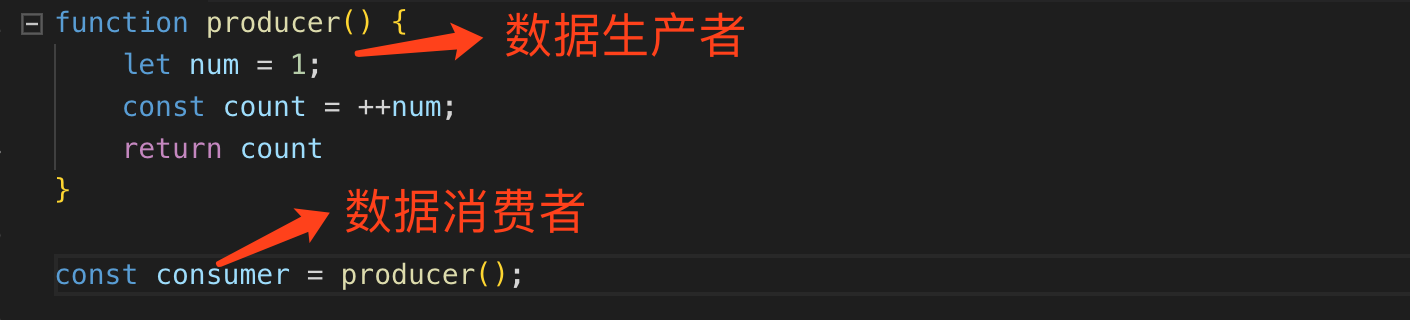 function producer() {
数据生产者
    let num = 1;
    const count = ++num;
    return count
}
数据消费者
const consumer = producer();